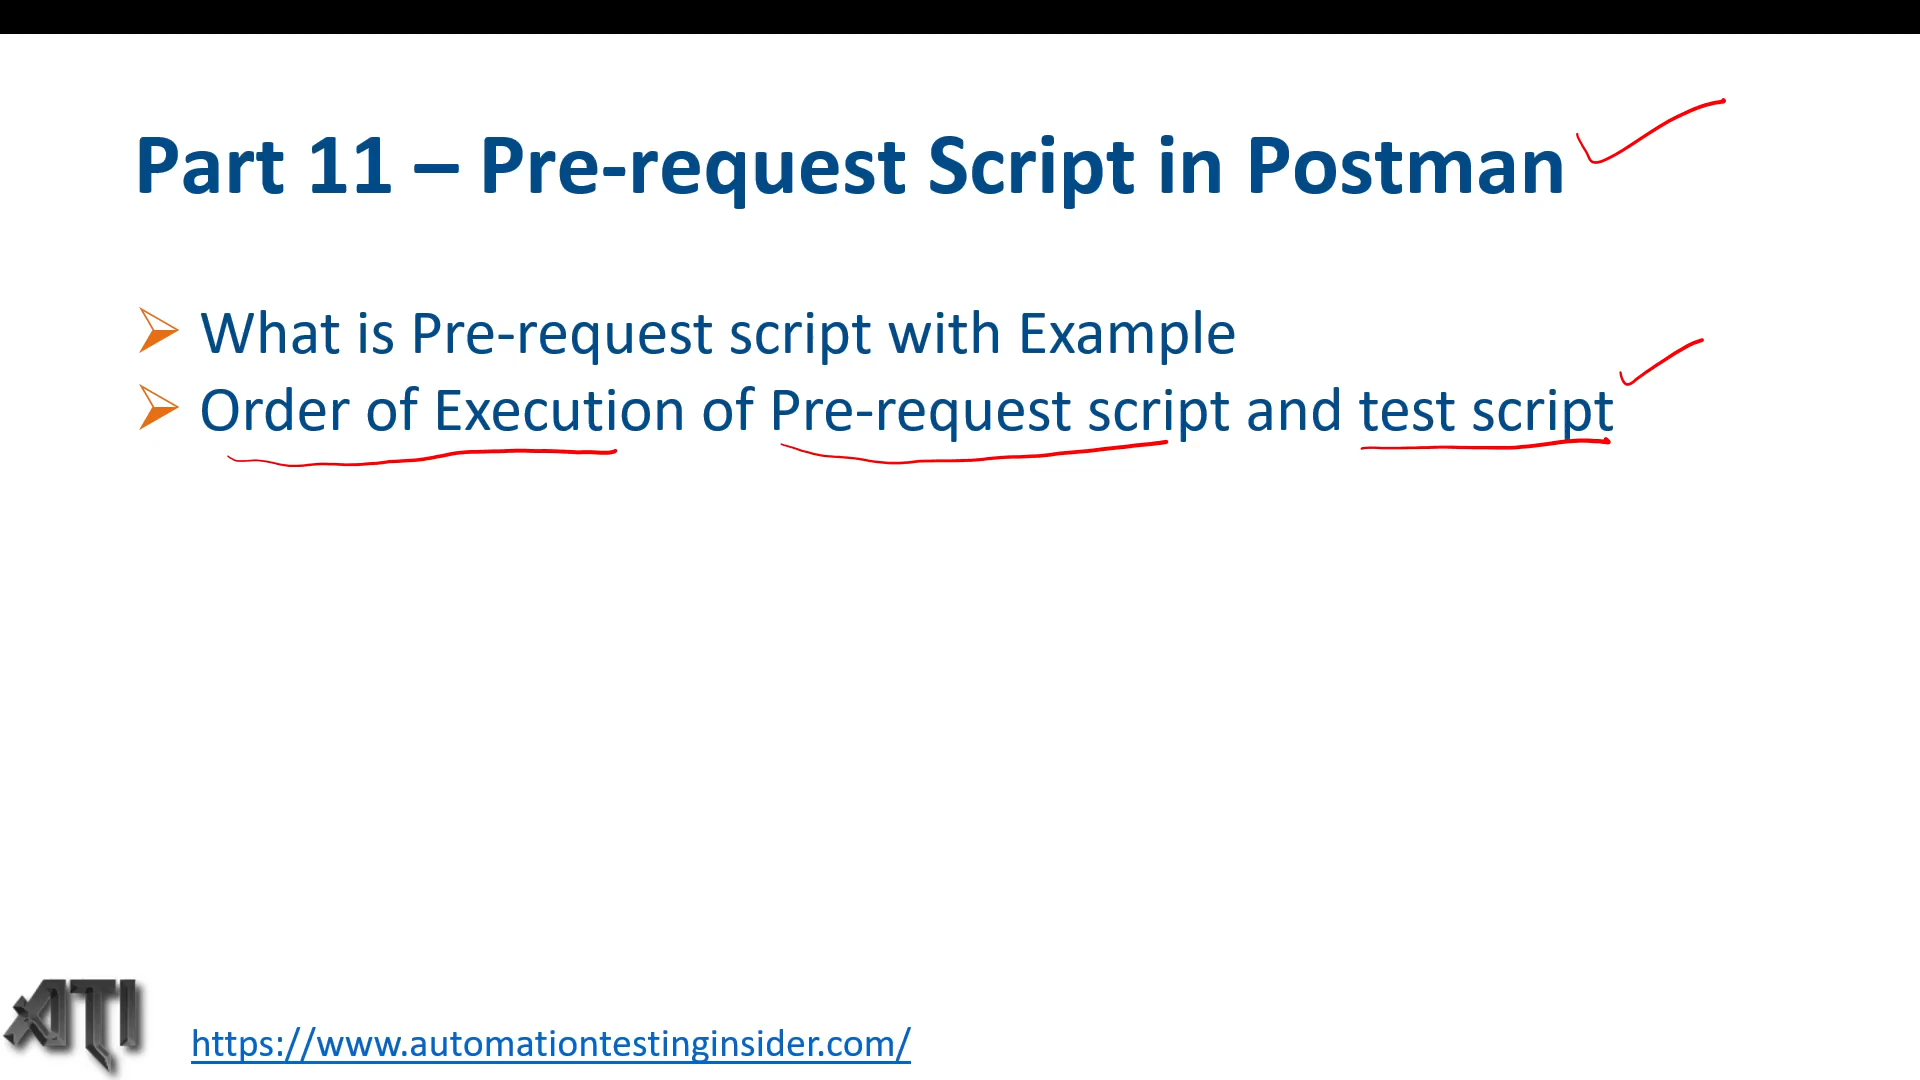 Part 11 – Pre-request Script in Postman
What is Pre-request script with Example
Order of Execution of Pre-request script and test script
ATI
https://www.automationtestinginsider.com/